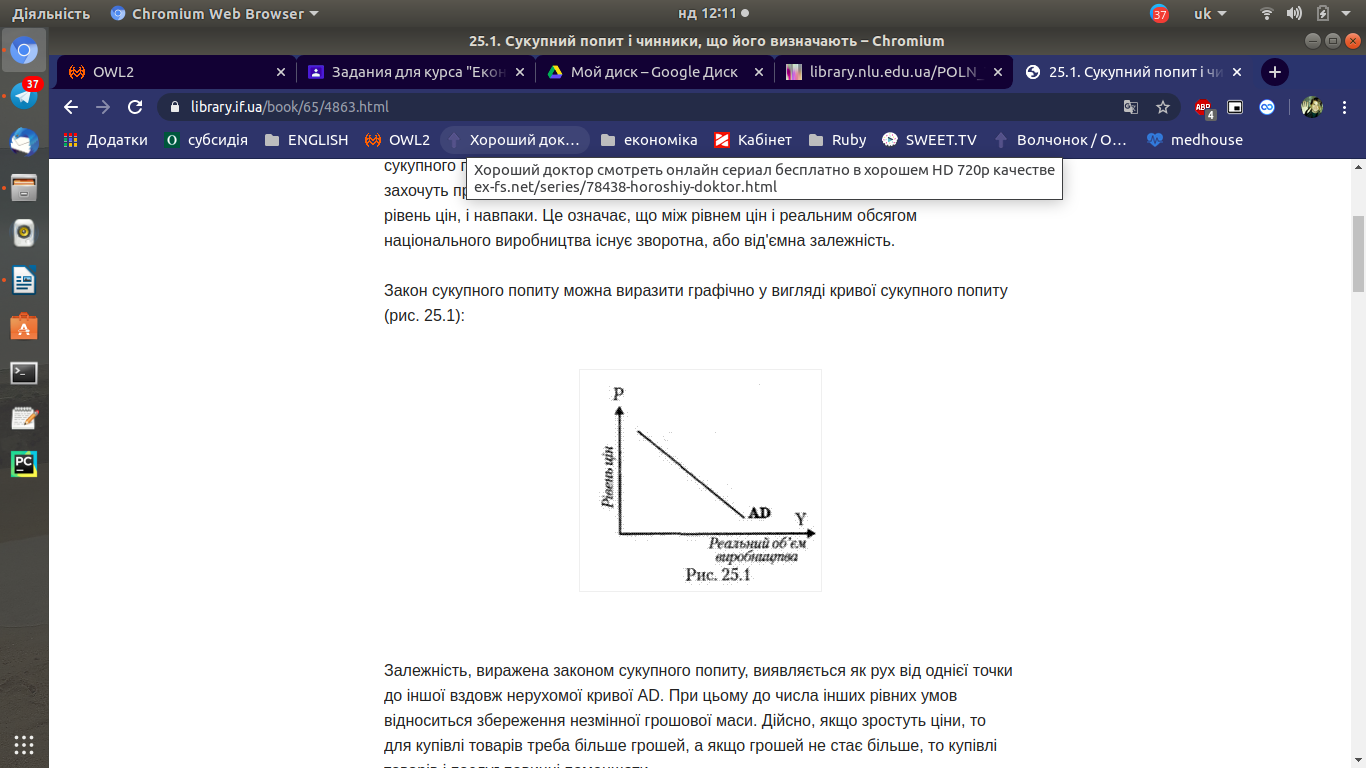 Діяльність
Chromium Web Browser
нд 12:11
37
uk
25.1. Сукупний попит і чинники, що його визначають – Chromium
OWL2
Задания для курса "Екон
Мой диск – Google Диск
library.nlu.edu.ua/POLN_
25.1. Сукупний попит і чи
37
library.if.ua/book/65/4863.html
ABP
4
Додатки
субсидія
ENGLISH
OWL2
Хороший док…
економіка
Кабінет
Ruby
SWEET.TV
Волчонок / О…
medhouse
Хороший доктор смотреть онлайн сериал бесплатно в хорошем HD 720p качестве
ex-fs.net/series/78438-horoshiy-doktor.html
сукупного п
захочуть пр
рівень цін, і навпаки. Це означає, що між рівнем цін і реальним обсягом
національного виробництва існує зворотна, або від'ємна залежність.
Закон сукупного попиту можна виразити графічно у вигляді кривої сукупного попиту
(рис. 25.1):
P
Рівень цін
AD
Y
Реальний об'єм
виробництва
Рис. 25.1
PC
Залежність, виражена законом сукупного попиту, виявляється як рух від однієї точки
до іншої вздовж нерухомої кривої AD. При цьому до числа інших рівних умов
відноситься збереження незмінної грошової маси. Дійсно, якщо зростуть ціни, то
для купівлі товарів треба більше грошей, а якщо грошей не стає більше, то купівлі